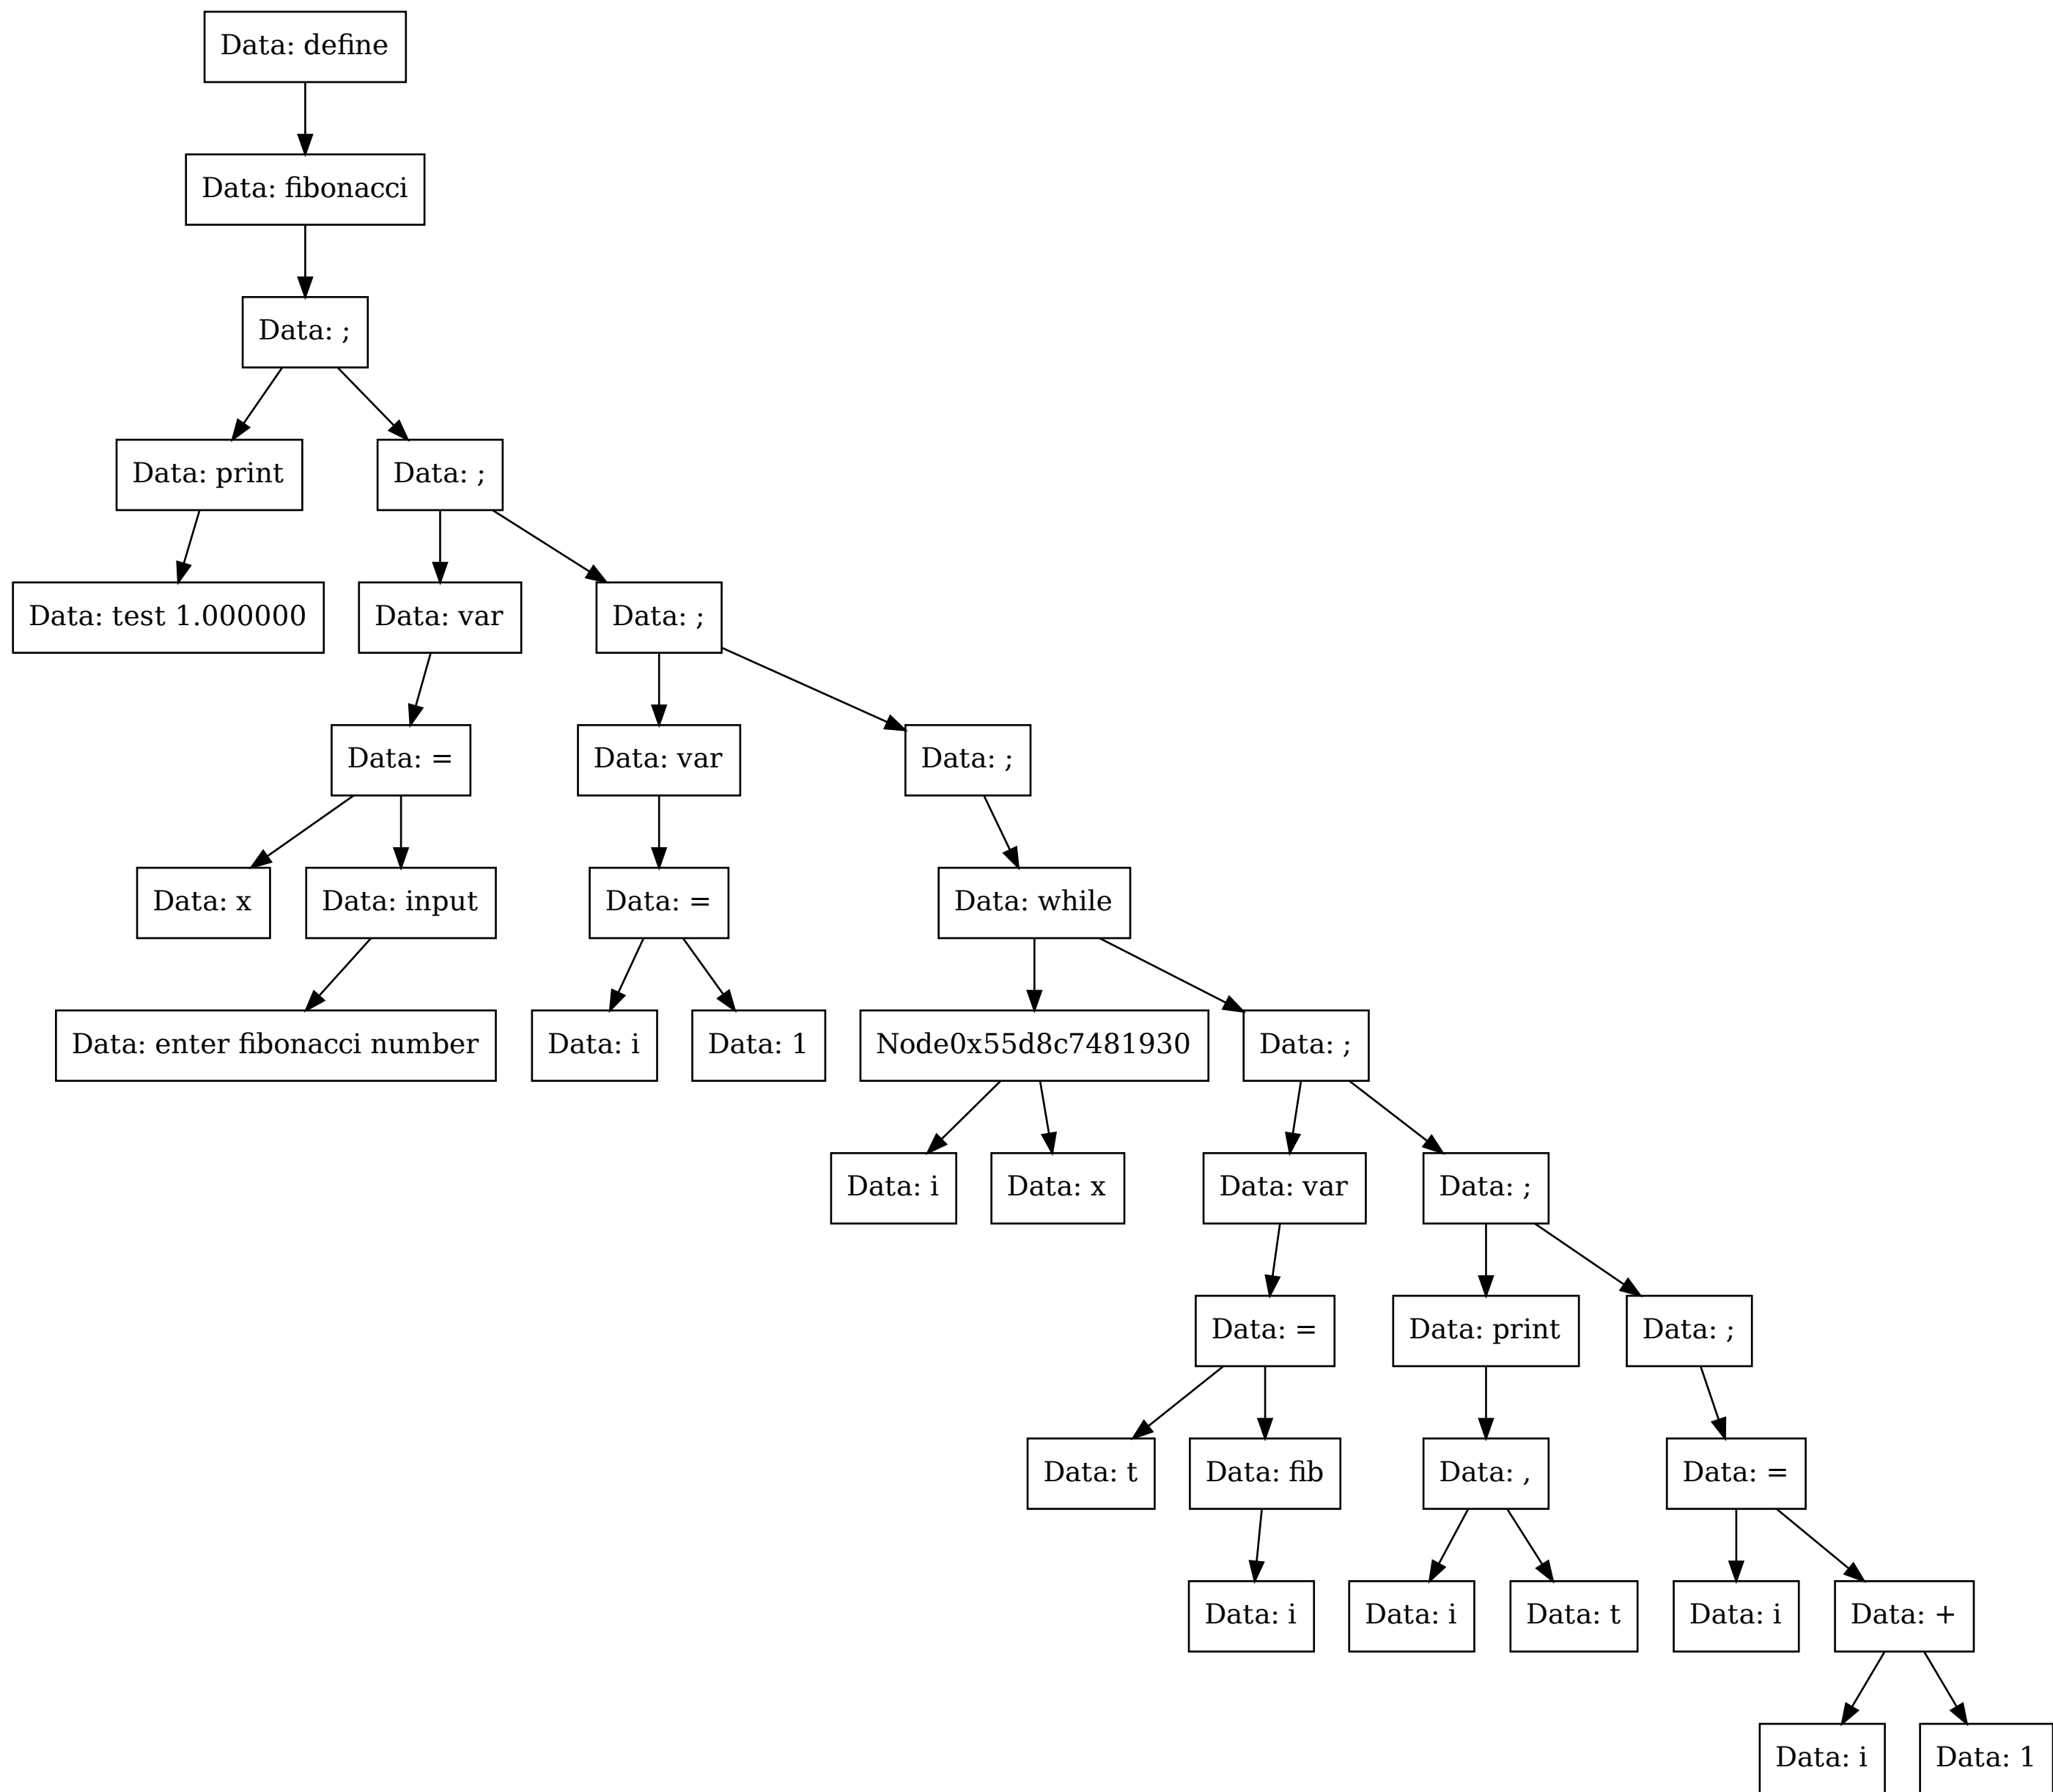 Data: define
Data: fibonacci
Data: ;
Data: print
Data: ;
Data: test 1.000000
Data: var
Data: ;
Data: =
Data: var
Data: ;
Data: x
Data: input
Data: =
Data: while
Data: enter fibonacci number
Data: i
Data: 1
Node0x55d8c7481930
Data: ;
Data: i
Data: x
Data: var
Data: ;
Data: =
Data: print
Data: ;
Data: t
Data: fib
Data: ,
Data: =
Data: i
Data: i
Data: t
Data: i
Data: +
Data: i
Data: 1